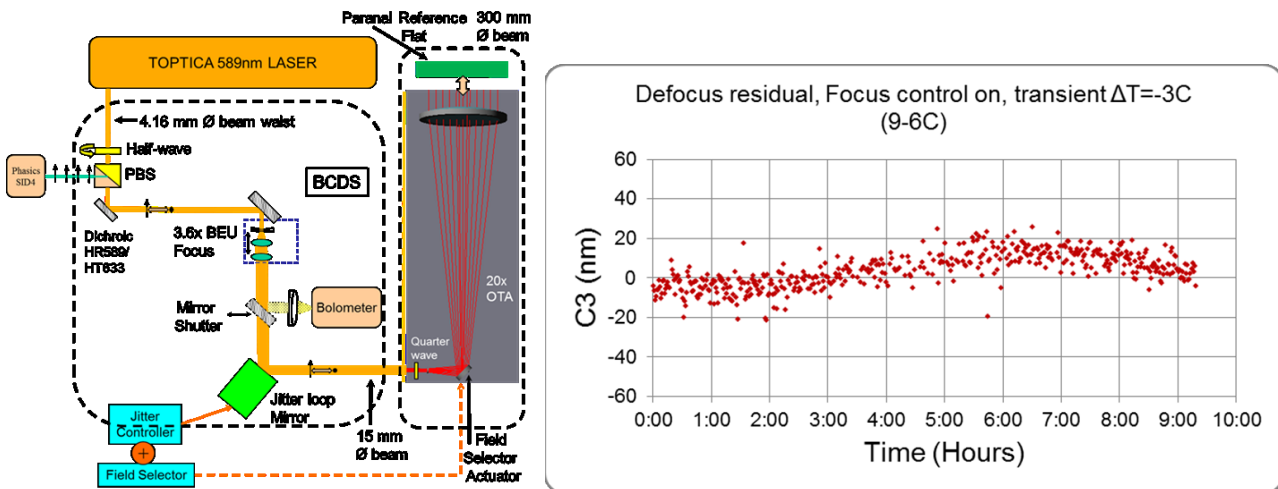 Paranal Reference
Flat
300 mm
Ø beam
TOPTICA 589nm LASER
4.16 mm Ø beam waist
Half-wave
Phasics
SID4
PBS
BCDS
Dichroic
HR589/
HT633
3.6x BEU
Focus
20x
OTA
Mirror
Shutter
Bolometer
Quarter
wave
Jitter loop
Mirror
Jitter
Controller
+
Field Selector
15 mm
Ø beam
Field
Selector
Actuator
Defocus residual, Focus control on, transient ΔT=-3C
(9-6C)
C3 (nm)
60
40
20
0
-20
-40
-60
0:00 1:00 2:00 3:00 4:00 5:00 6:00 7:00 8:00 9:00 10:00
Time (Hours)